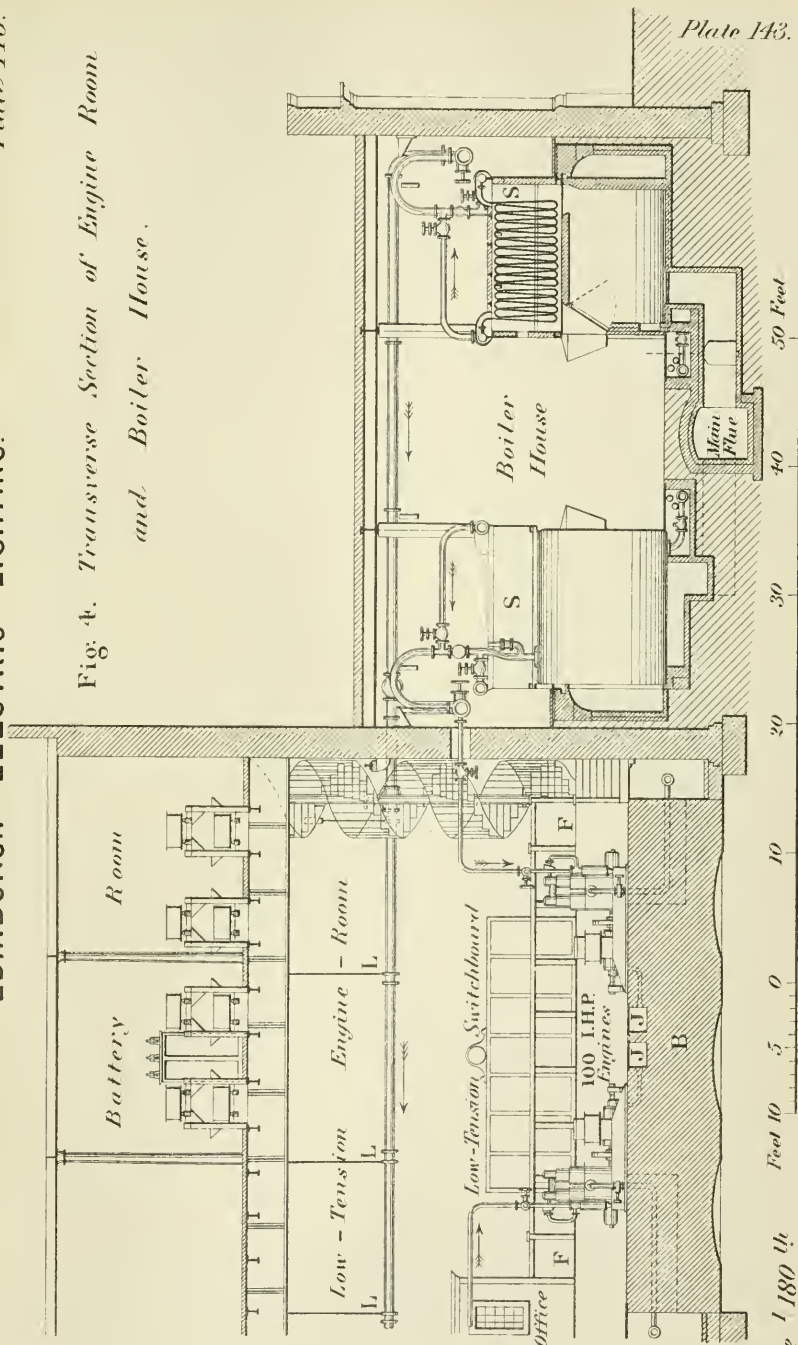 EDINBURGH ELECTRIC LIGHTING.
Plate 143.
Fig. 4. Transverse Section of Engine Room
and Boiler House.
Battery Room
Low-Tension Engine-Room
L L L
Low-Tension Switchboard
Office
F F
100 I.H.P.
Engines
J J
B
S S
Boiler
House
Main
Flue
Feet 10 5 0 10 20 30 40 50 Feet
1/180 th